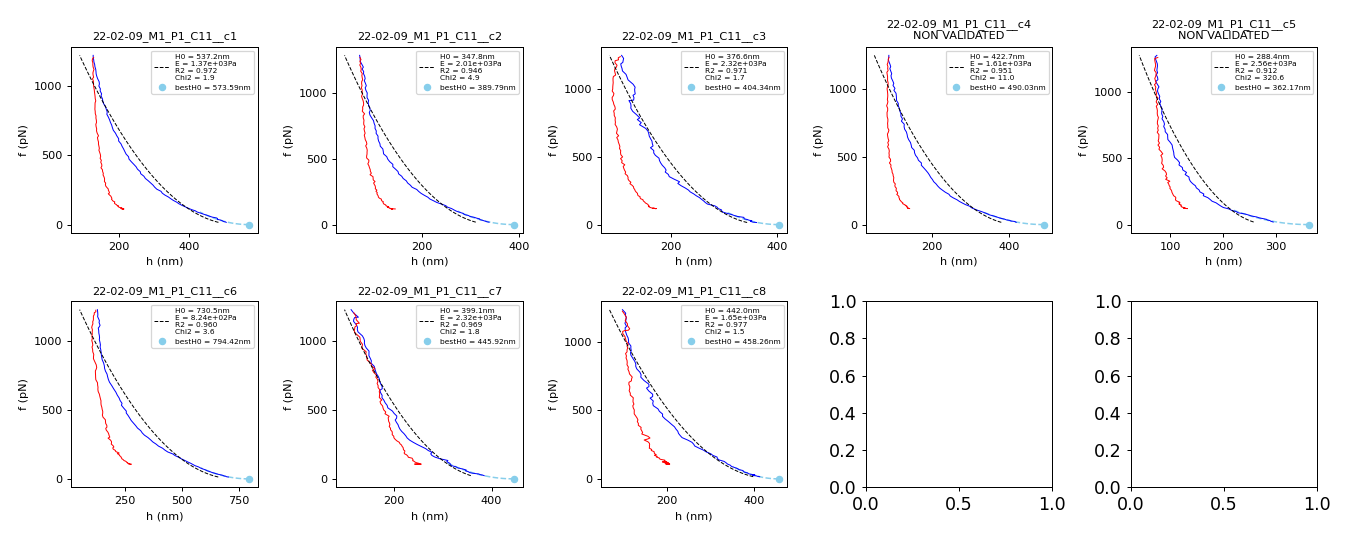 22-02-09_M1_P1_C11__c1
H0 = 537.2nm
E = 1.37e+03Pa
R2 = 0.972
Chi2 = 1.9
bestH0 = 573.59nm
f (pN)
1000
500
0
200 400
h (nm)
22-02-09_M1_P1_C11__c2
H0 = 347.8nm
E = 2.01e+03Pa
R2 = 0.946
Chi2 = 4.9
bestH0 = 389.79nm
f (pN)
1000
500
0
200 400
h (nm)
22-02-09_M1_P1_C11__c3
H0 = 376.6nm
E = 2.32e+03Pa
R2 = 0.971
Chi2 = 1.7
bestH0 = 404.34nm
f (pN)
1000
500
0
200 400
h (nm)
22-02-09_M1_P1_C11__c4
NON VALIDATED
H0 = 422.7nm
E = 1.61e+03Pa
R2 = 0.951
Chi2 = 11.0
bestH0 = 490.03nm
f (pN)
1000
500
0
200 400
h (nm)
22-02-09_M1_P1_C11__c5
NON VALIDATED
H0 = 288.4nm
E = 2.56e+03Pa
R2 = 0.912
Chi2 = 320.6
bestH0 = 362.17nm
f (pN)
1000
500
0
100 200 300
h (nm)
22-02-09_M1_P1_C11__c6
H0 = 730.5nm
E = 8.24e+02Pa
R2 = 0.960
Chi2 = 3.6
bestH0 = 794.42nm
f (pN)
1000
500
0
250 500 750
h (nm)
22-02-09_M1_P1_C11__c7
H0 = 399.1nm
E = 2.32e+03Pa
R2 = 0.969
Chi2 = 1.8
bestH0 = 445.92nm
f (pN)
1000
500
0
200 400
h (nm)
22-02-09_M1_P1_C11__c8
H0 = 442.0nm
E = 1.65e+03Pa
R2 = 0.977
Chi2 = 1.5
bestH0 = 458.26nm
f (pN)
1000
500
0
200 400
h (nm)
1.0
0.8
0.6
0.4
0.2
0.0
0.0 0.5 1.0
1.0
0.8
0.6
0.4
0.2
0.0
0.0 0.5 1.0